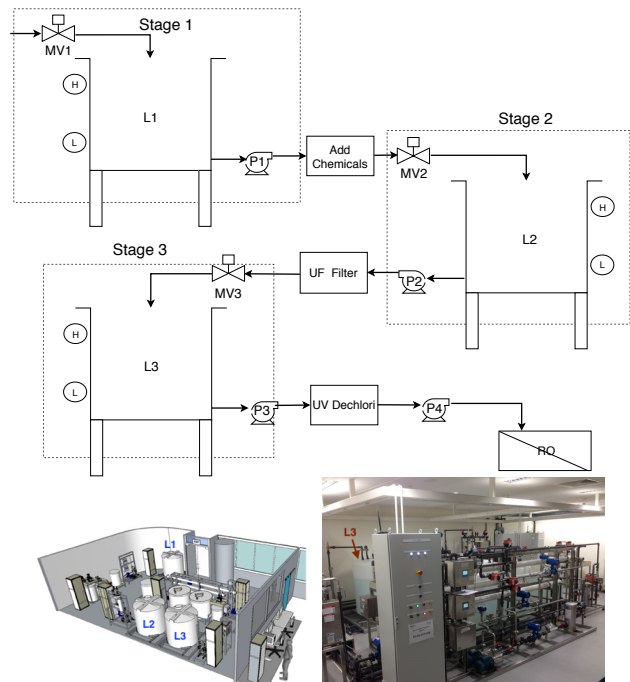 Stage 1
MV1
H
L1
L
P1
Add
Chemicals
Stage 2
MV2
H
L2
L
Stage 3
MV3
UF Filter
P2
H
L3
L
P3
UV Dechlori
P4
RO
L1
L2
L3
L3